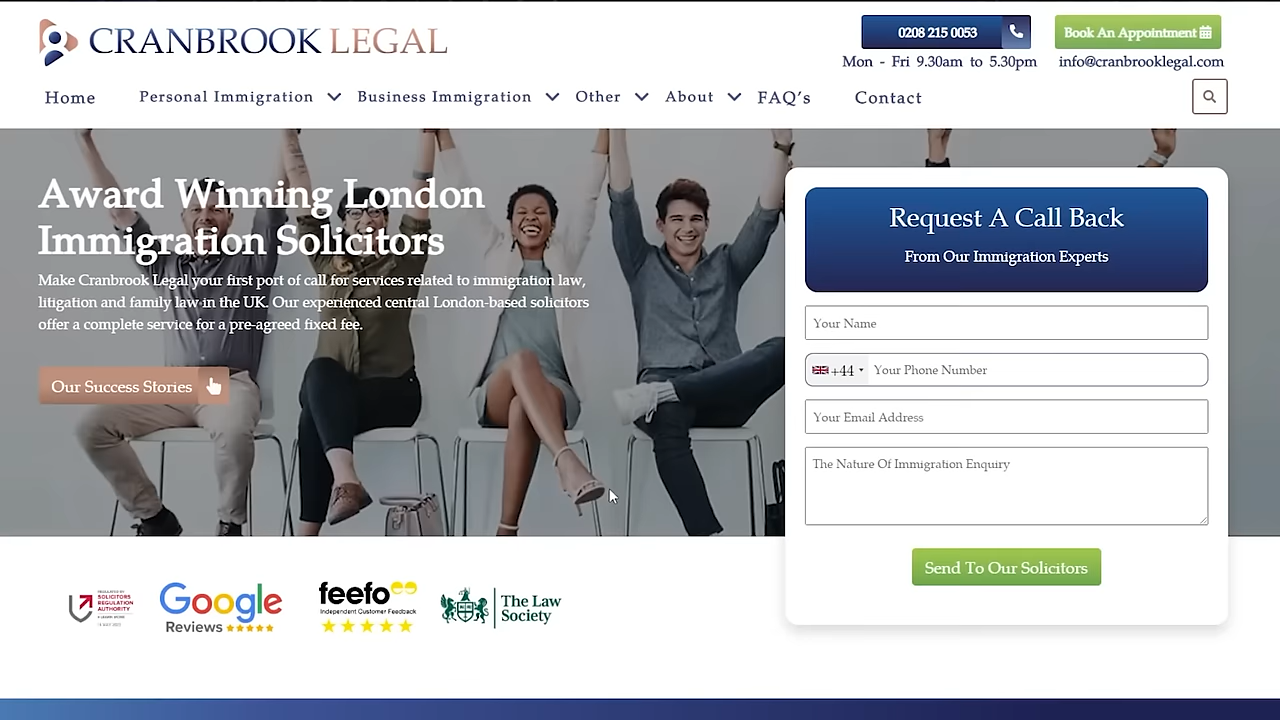 CRANBROOK LEGAL
0208 215 0053
Book An Appointment
Mon - Fri 9.30am to 5.30pm
info@cranbrooklegal.com
Home
Personal Immigration
Business Immigration
Other
About
FAQ's
Contact
Award Winning London
Immigration Solicitors
Make Cranbrook Legal your first port of call for services related to immigration law,
litigation and family law in the UK. Our experienced central London-based solicitors
offer a complete service for a pre-agreed fixed fee.
Our Success Stories
Request A Call Back
From Our Immigration Experts
Your Name
+44
Your Phone Number
Your Email Address
The Nature Of Immigration Enquiry
Send To Our Solicitors
SOLICITORS
REGULATION
AUTHORITY
Google
Reviews
feefo
Independent Customer Feedback
The Law
Society